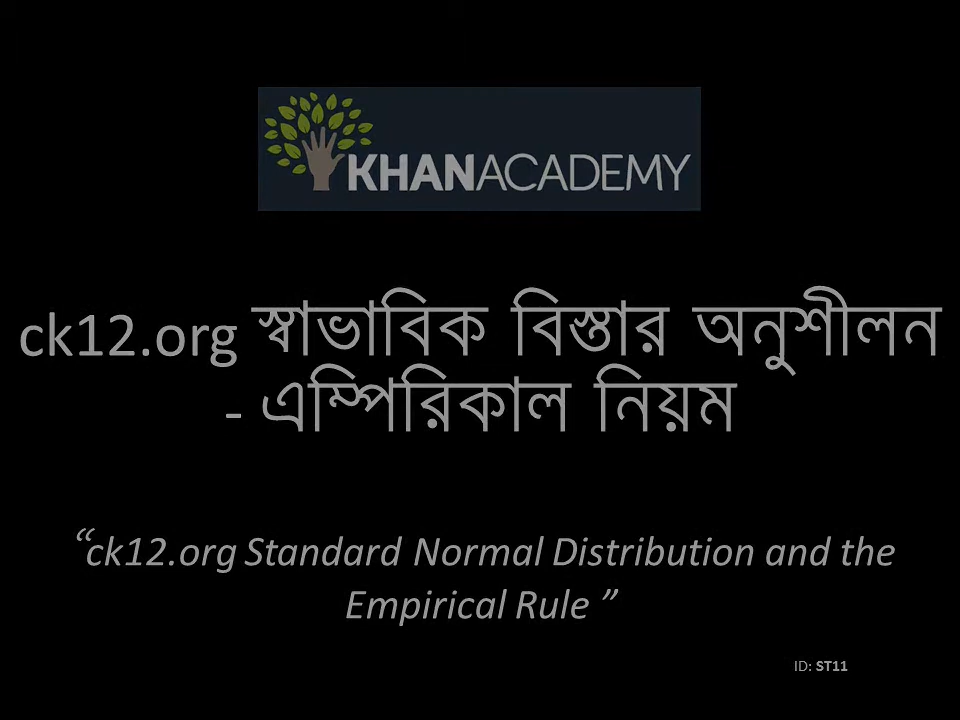 KHANACADEMY
ck12.org স্বাভাবিক বিস্তার অনুশীলন
- এম্পিরিকাল নিয়ম
“ck12.org Standard Normal Distribution and the
Empirical Rule ”
ID: ST11